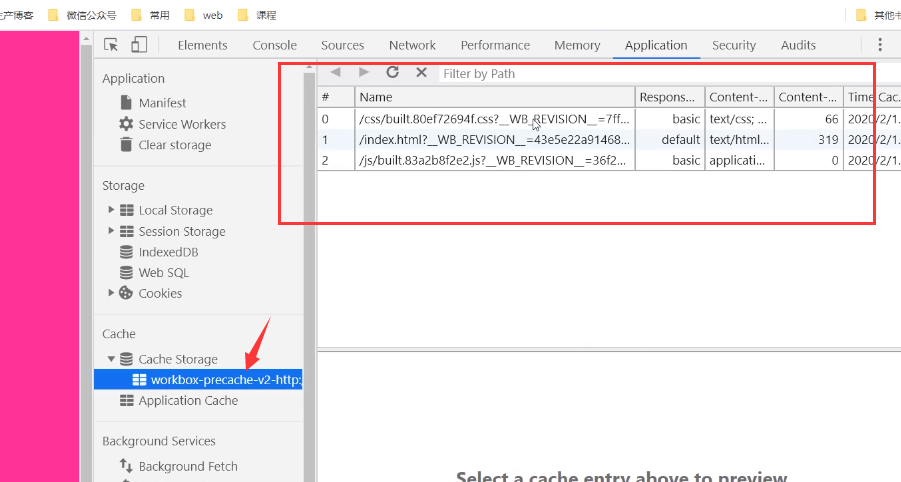 生产博客 微信公众号 常用 web 课程 其他书
Elements Console Sources Network Performance Memory Application Security Audits
Filter by Path
Application
Manifest
Service Workers
Clear storage
Storage
Local Storage
Session Storage
IndexedDB
Web SQL
Cookies
Cache
Cache Storage
workbox-precache-v2-http:
Application Cache
Background Services
Background Fetch
# Name Respons... Content-... Content-... Time Cac...
0 /css/built.80ef72694f.css?__WB_REVISION__=7ff... basic text/css; ... 66 2020/2/1...
1 /index.html?__WB_REVISION__=43e5e22a91468... default text/html... 319 2020/2/1...
2 /js/built.83a2b8f2e2.js?__WB_REVISION__=36f2... basic applicati... 0 2020/2/1...
Select a cache entry above to preview